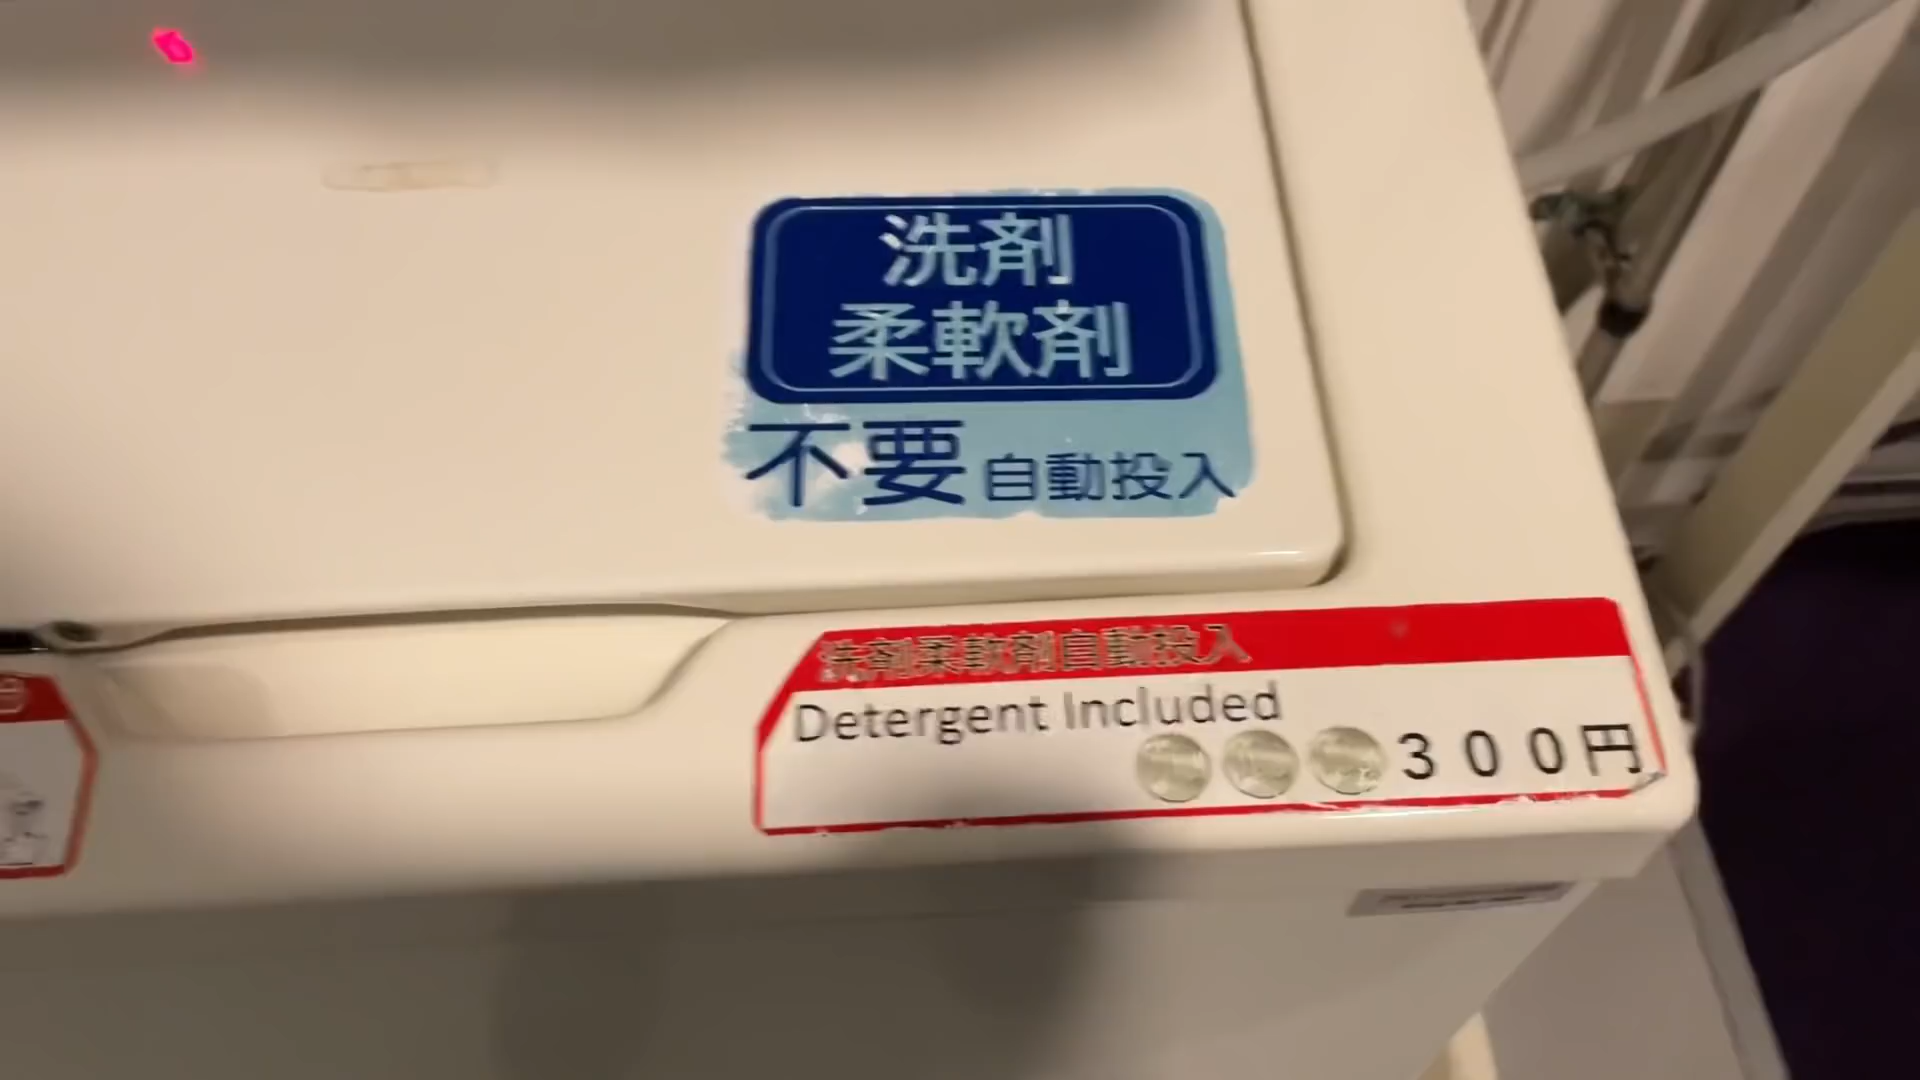 洗剤
柔軟剤
不要 自動投入
洗剤柔軟剤自動投入
Detergent Included
300円